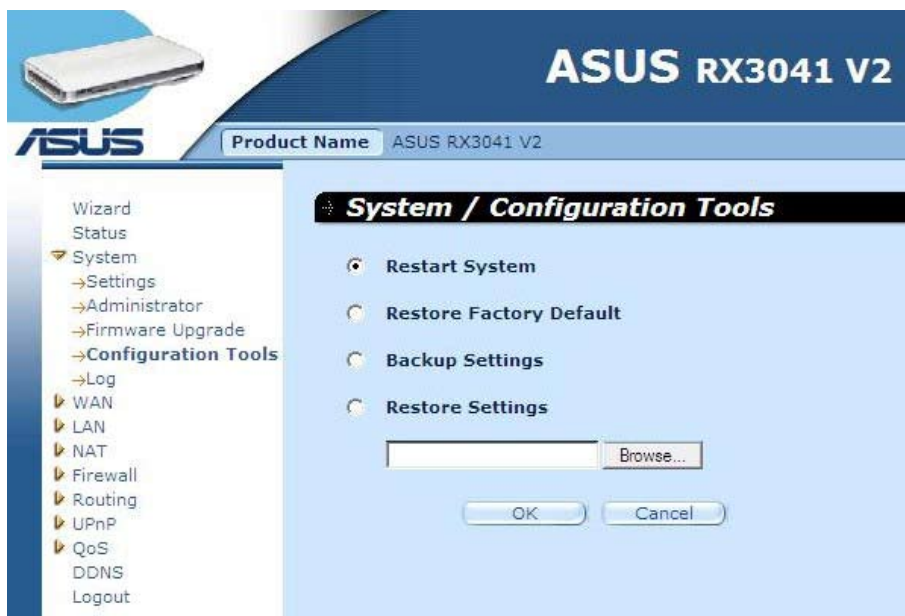 ASUS RX3041 V2
ASUS
Product Name ASUS RX3041 V2
Wizard
Status
System
Settings
Administrator
Firmware Upgrade
Configuration Tools
Log
WAN
LAN
NAT
Firewall
Routing
UPnP
QoS
DDNS
Logout
System / Configuration Tools
Restart System
Restore Factory Default
Backup Settings
Restore Settings
Browse...
OK Cancel